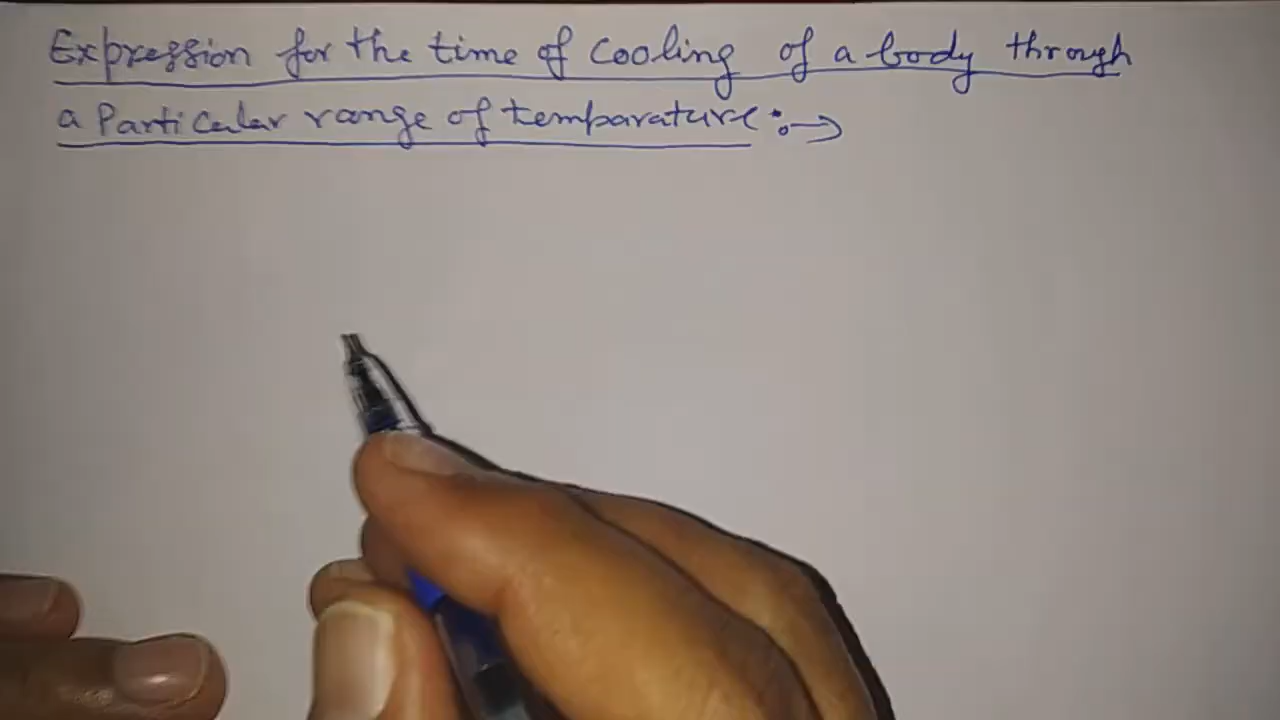 Expression for the time of cooling of a body through
a Particular range of temparature :→